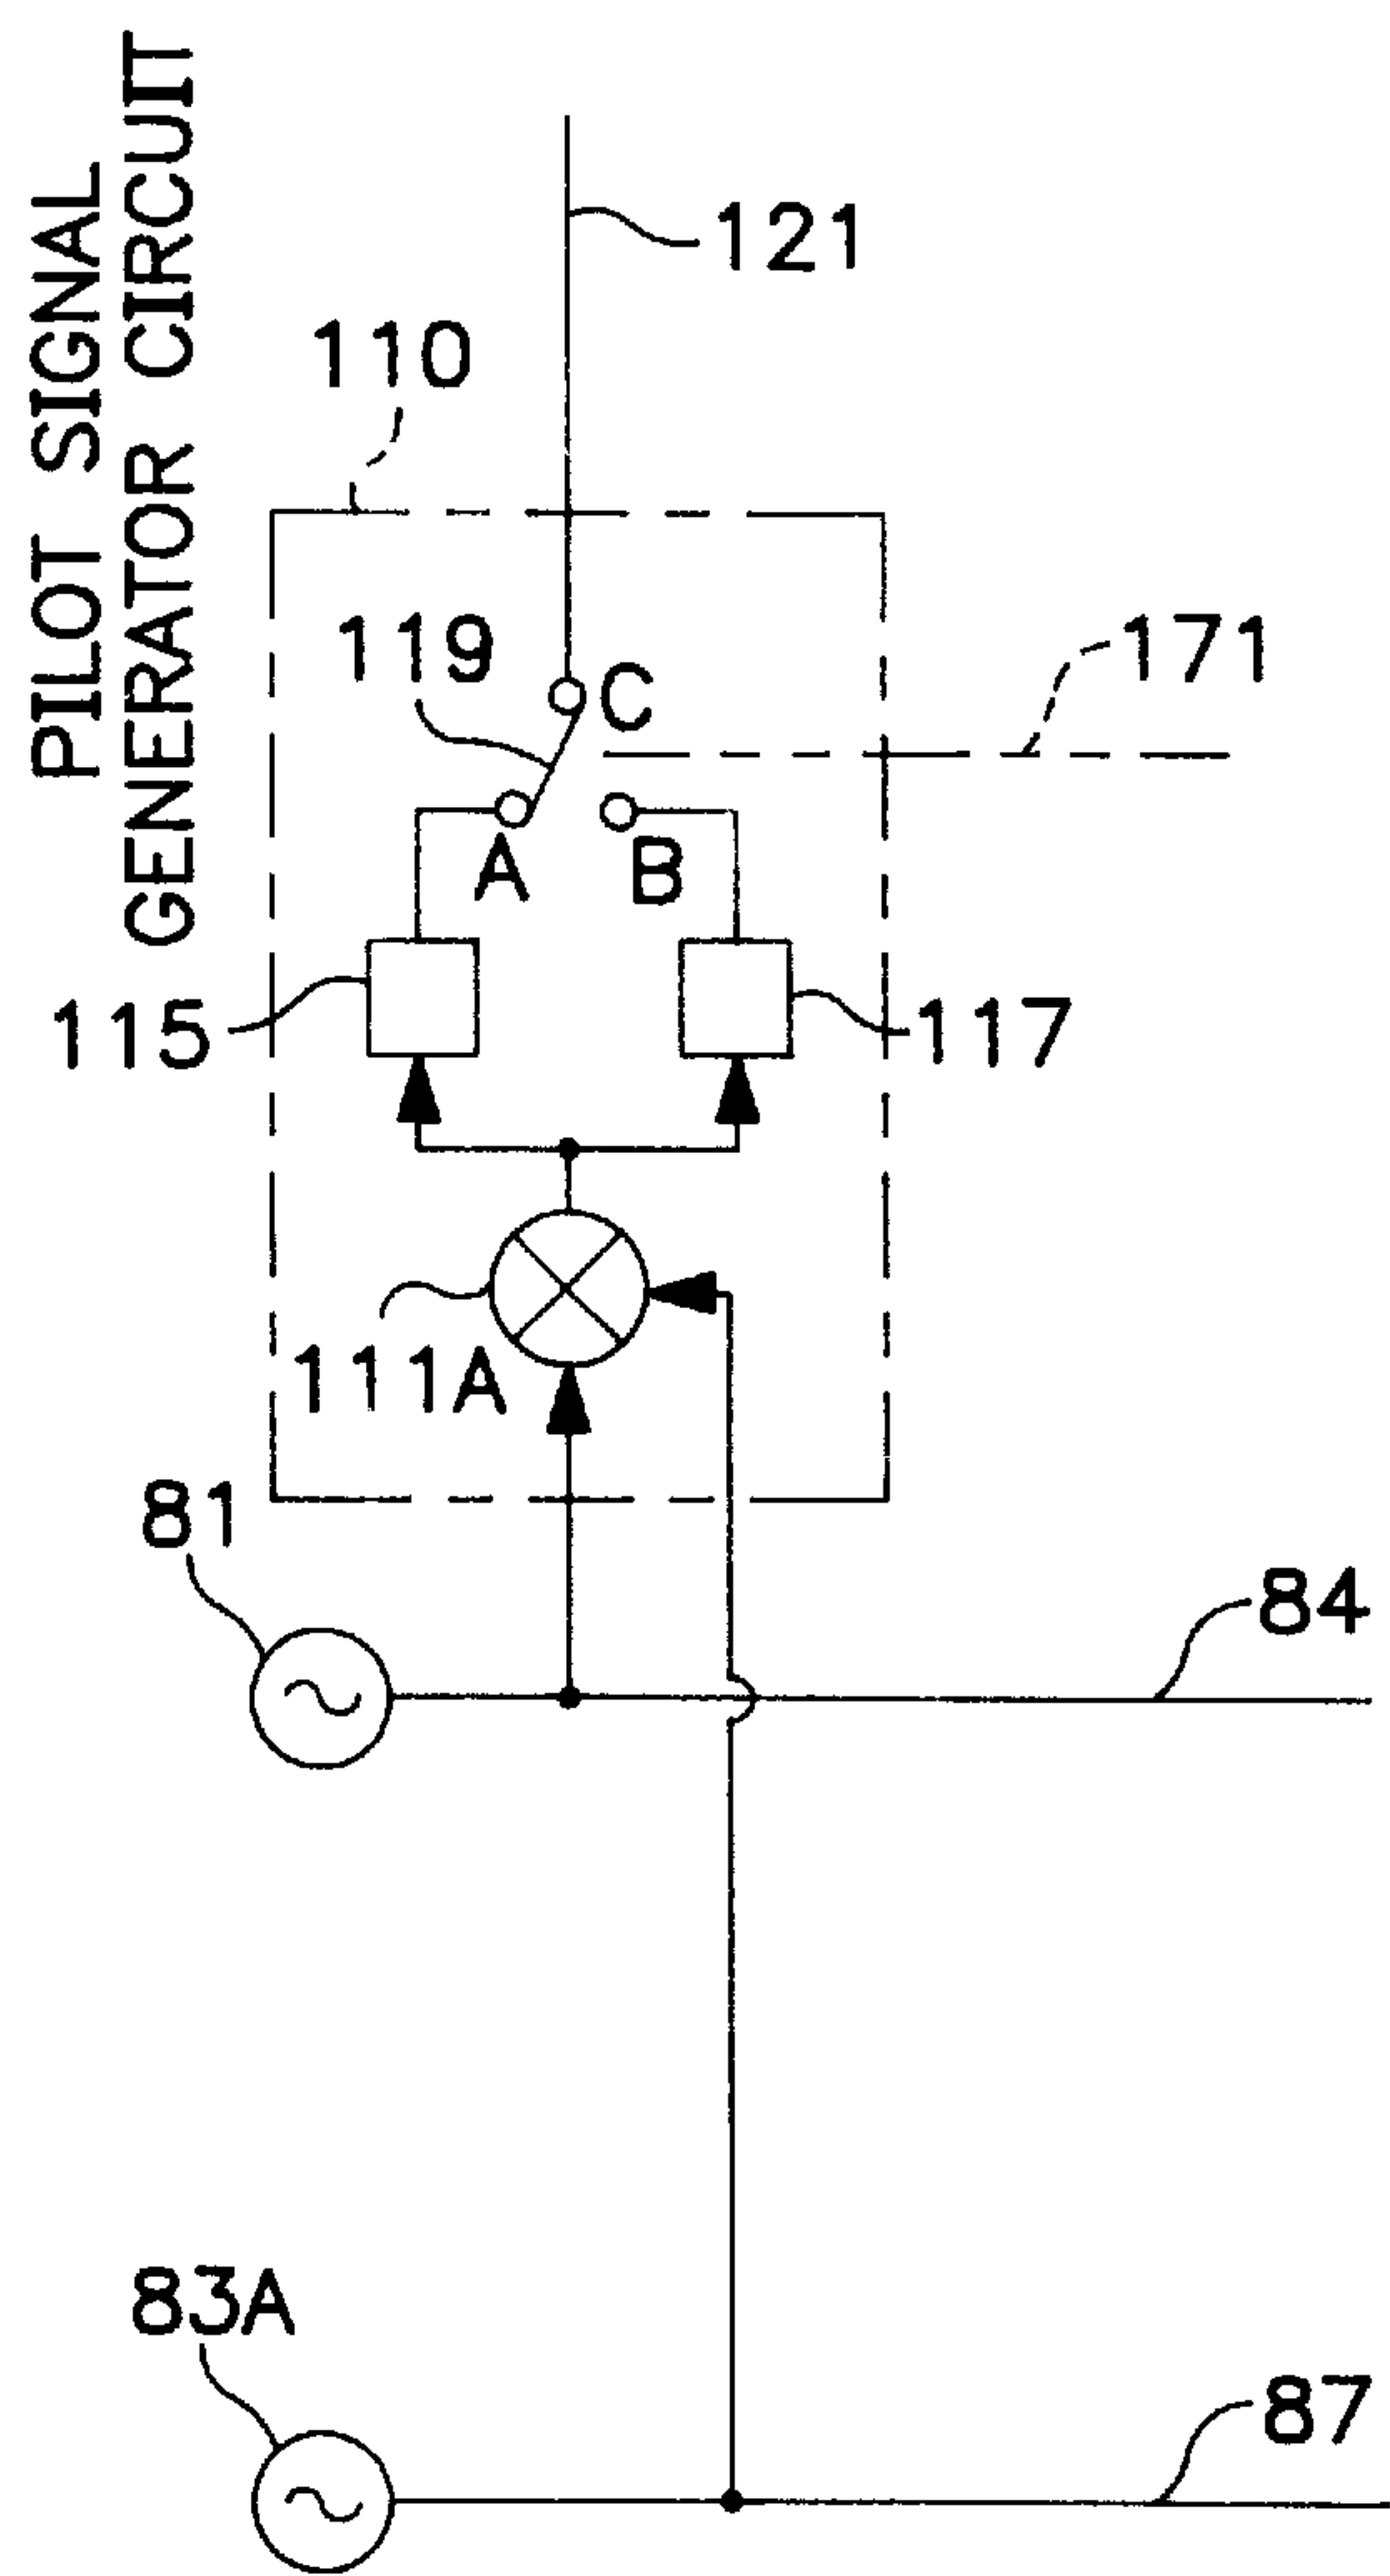 PILOT SIGNAL
GENERATOR CIRCUIT
121
110
119
C
171
A
B
115
117
111A
81
84
83A
87